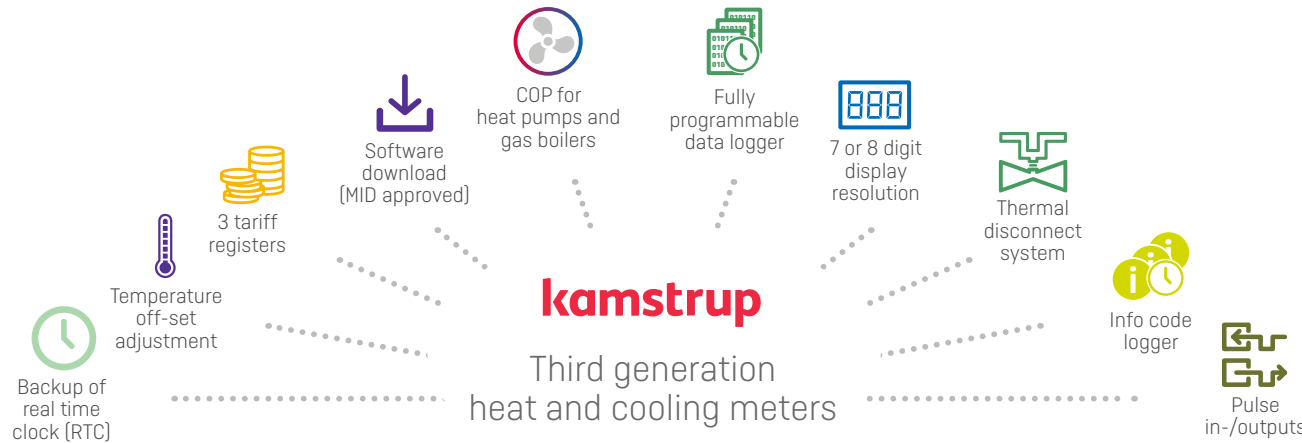 Backup of
real time
clock (RTC)
Temperature
off-set
adjustment
3 tariff
registers
Software
download
(MID approved)
COP for
heat pumps and
gas boilers
Fully
programmable
data logger
888
7 or 8 digit
display
resolution
Thermal
disconnect
system
Info code
logger
Pulse
in-/outputs
kamstrup
Third generation
heat and cooling meters